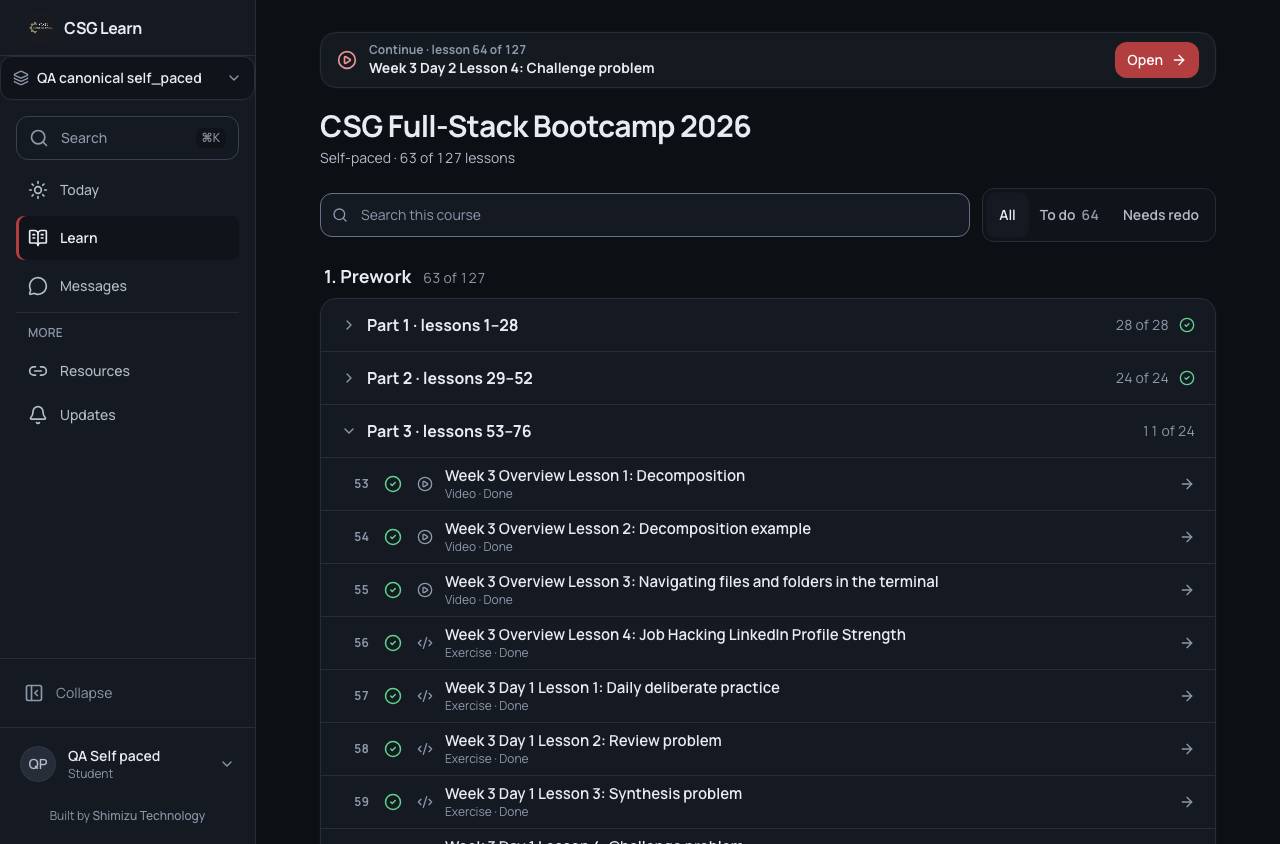 CSG Learn
QA canonical self_paced
Search ⌘K
Today
Learn
Messages
MORE
Resources
Updates
Collapse
QP
QA Self paced
Student
Built by Shimizu Technology
Continue · lesson 64 of 127
Week 3 Day 2 Lesson 4: Challenge problem
Open
CSG Full-Stack Bootcamp 2026
Self-paced · 63 of 127 lessons
Search this course
All To do 64 Needs redo
1. Prework 63 of 127
Part 1 · lessons 1–28 28 of 28
Part 2 · lessons 29–52 24 of 24
Part 3 · lessons 53–76 11 of 24
53 Week 3 Overview Lesson 1: Decomposition
Video · Done
54 Week 3 Overview Lesson 2: Decomposition example
Video · Done
55 Week 3 Overview Lesson 3: Navigating files and folders in the terminal
Video · Done
56 Week 3 Overview Lesson 4: Job Hacking LinkedIn Profile Strength
Exercise · Done
57 Week 3 Day 1 Lesson 1: Daily deliberate practice
Exercise · Done
58 Week 3 Day 1 Lesson 2: Review problem
Exercise · Done
59 Week 3 Day 1 Lesson 3: Synthesis problem
Exercise · Done
Week 3 Day 1 Lesson 4: Challenge problem